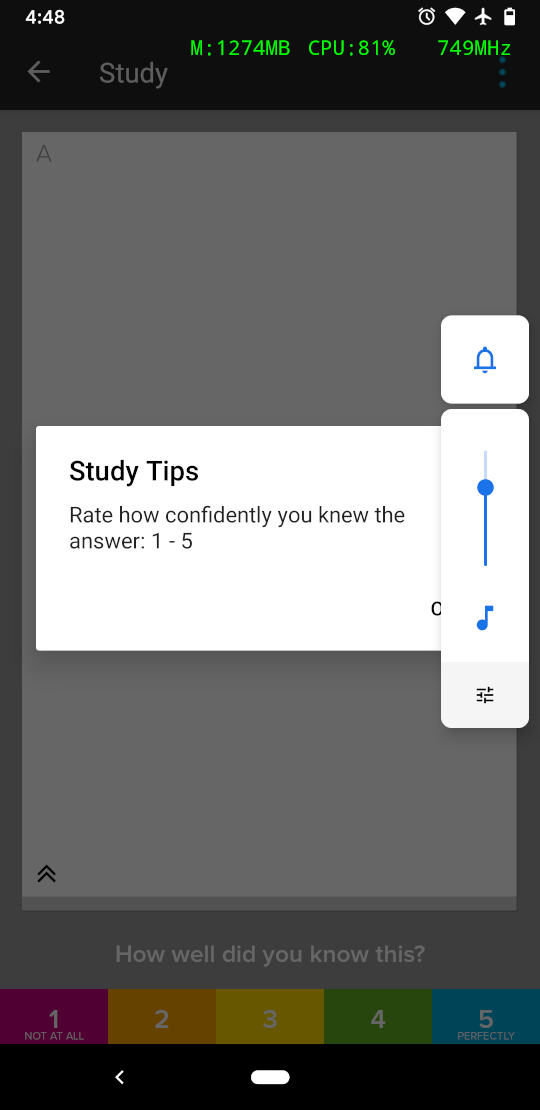 4:48
M:1274MB CPU:81% 749MHz
Study
A
Study Tips
Rate how confidently you knew the
answer: 1 - 5
How well did you know this?
1 2 3 4 5
NOT AT ALL PERFECTLY